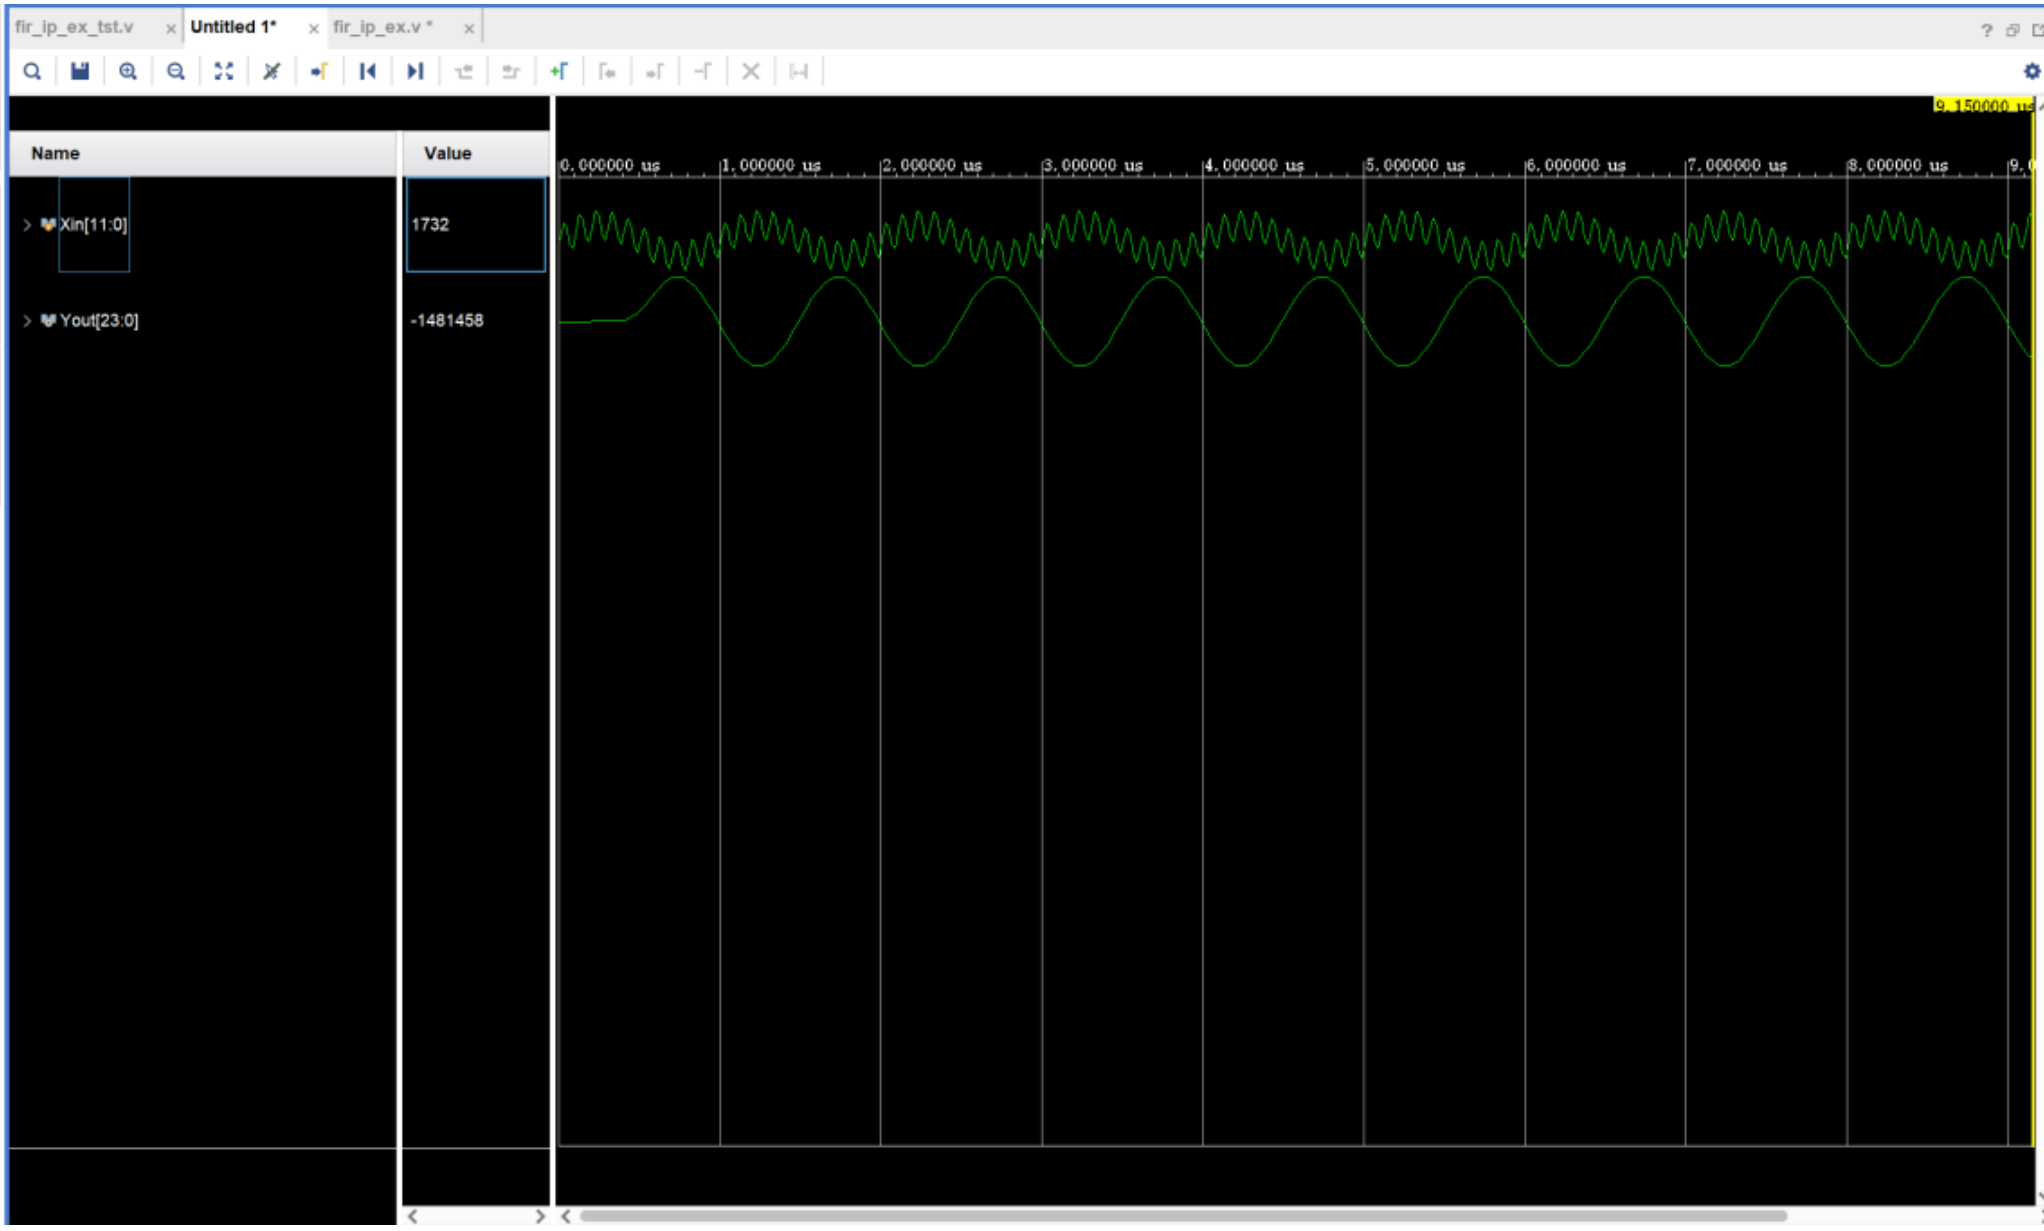 fir_ip_ex_tst.v × Untitled 1* × fir_ip_ex.v * ×
9.150000 us
Name Value
0.000000 us 1.000000 us 2.000000 us 3.000000 us 4.000000 us 5.000000 us 6.000000 us 7.000000 us 8.000000 us 9.0
Xin[11:0] 1732
Yout[23:0] -1481458